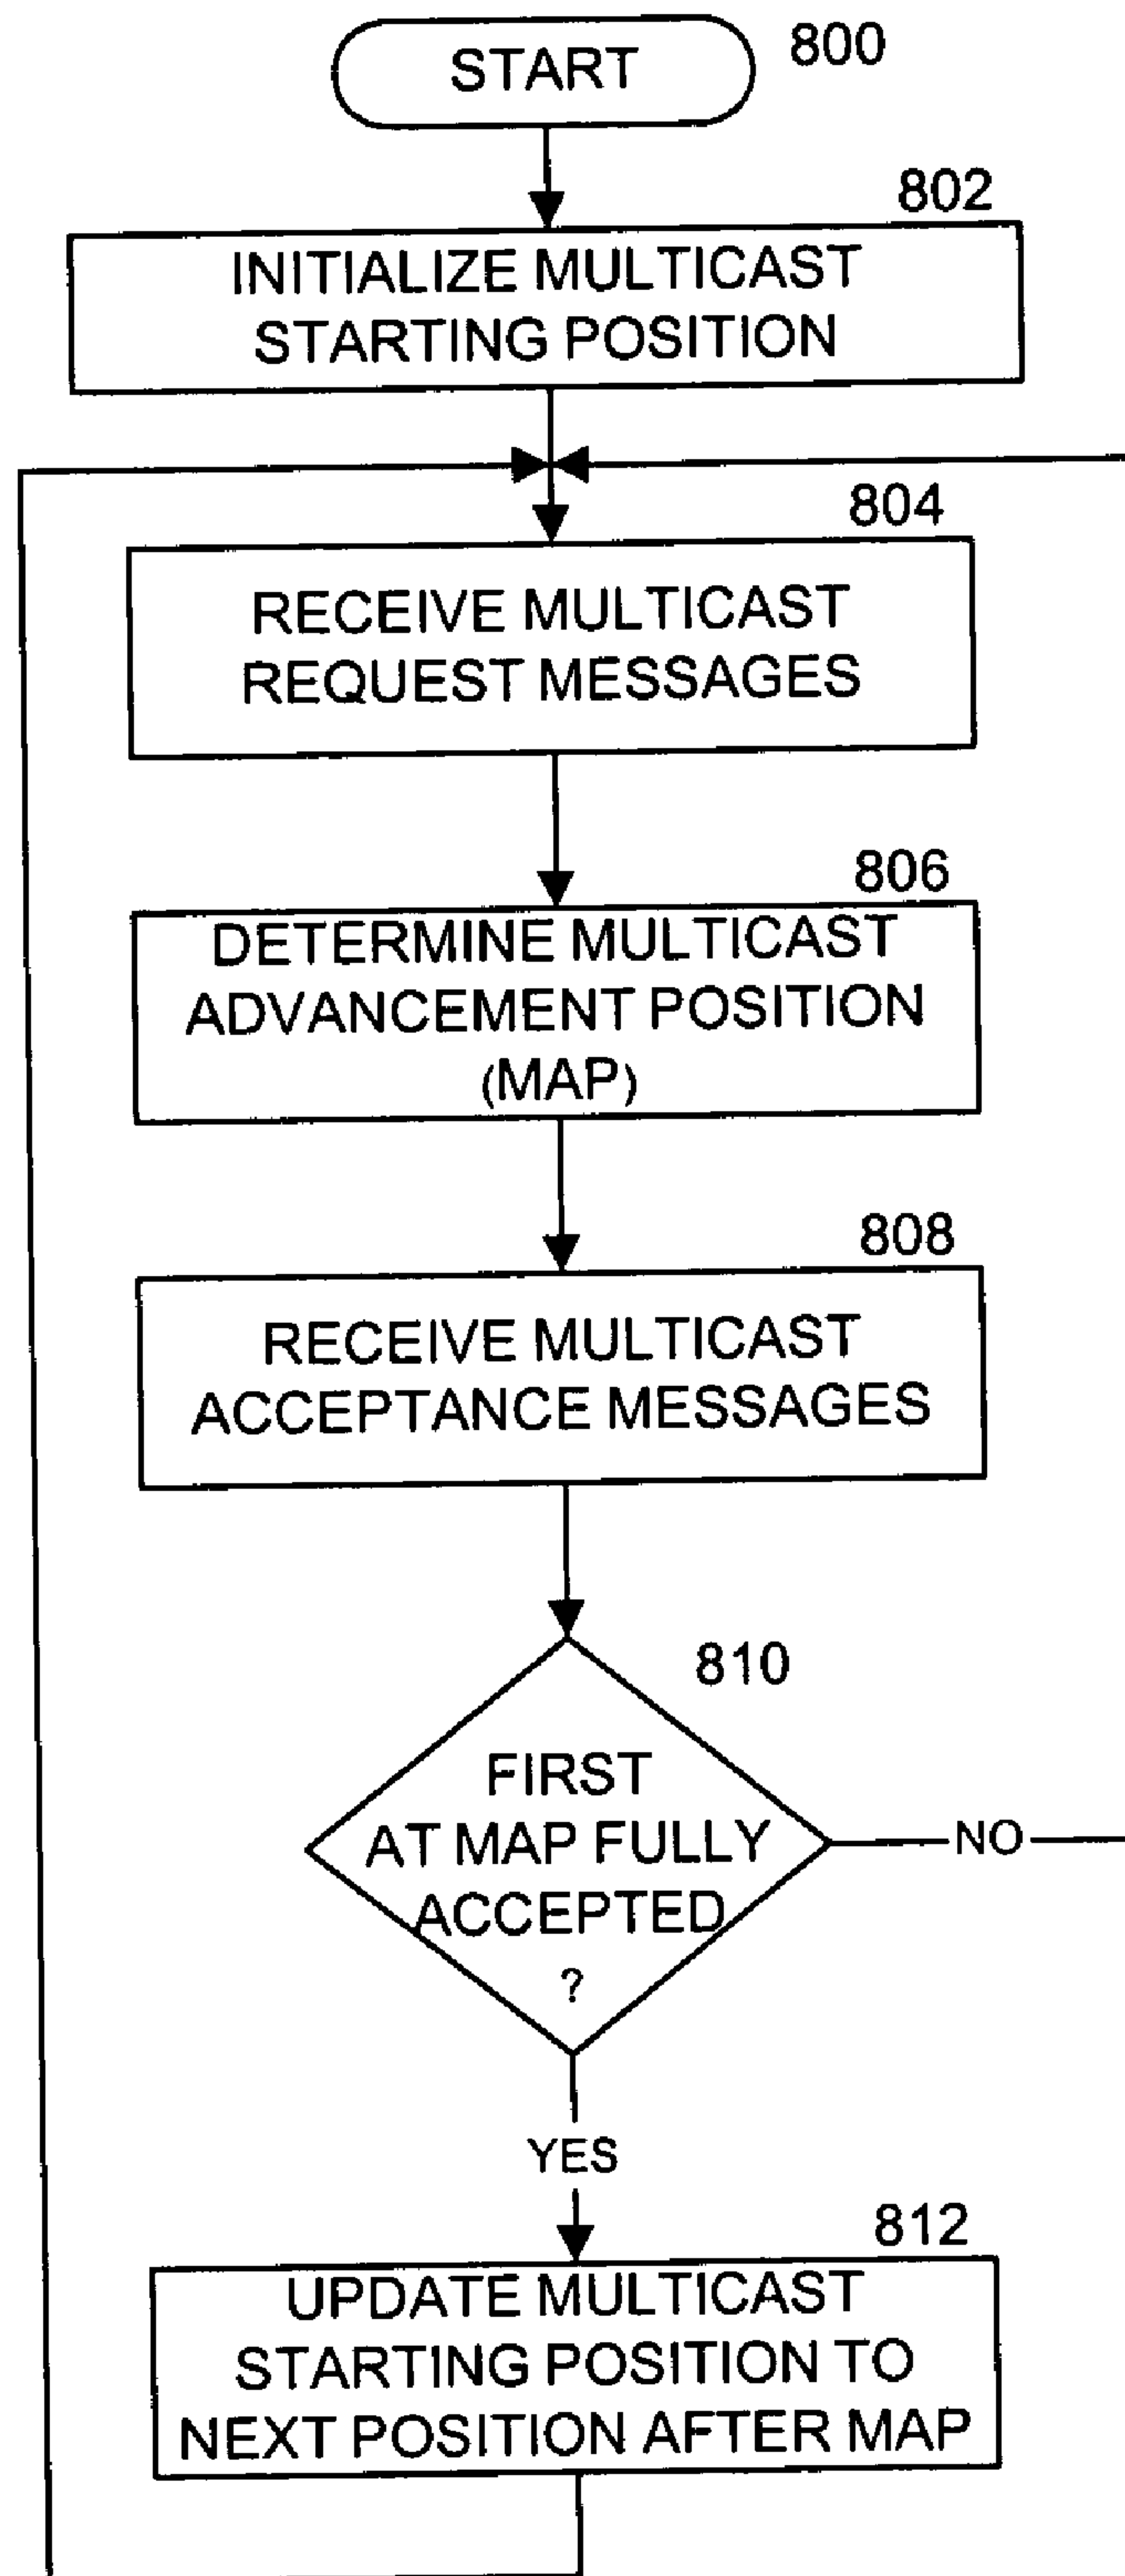 START
800
802
INITIALIZE MULTICAST
STARTING POSITION
804
RECEIVE MULTICAST
REQUEST MESSAGES
806
DETERMINE MULTICAST
ADVANCEMENT POSITION
(MAP)
808
RECEIVE MULTICAST
ACCEPTANCE MESSAGES
810
FIRST
AT MAP FULLY
ACCEPTED
?
NO
YES
812
UPDATE MULTICAST
STARTING POSITION TO
NEXT POSITION AFTER MAP